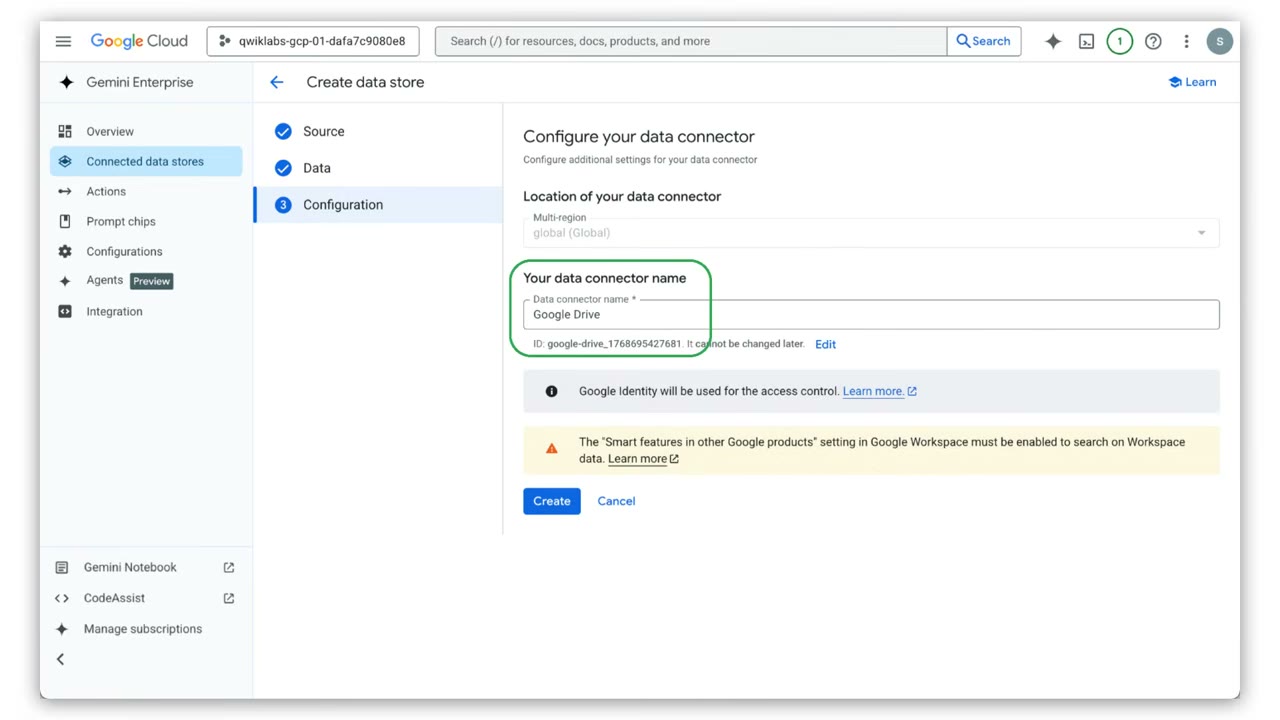 Google Cloud
qwiklabs-gcp-01-dafa7c9080e8
Search (/) for resources, docs, products, and more
Search
1
S
Gemini Enterprise
Create data store
Learn
Overview
Connected data stores
Actions
Prompt chips
Configurations
Agents Preview
Integration
Gemini Notebook
CodeAssist
Manage subscriptions
Source
Data
3 Configuration
Configure your data connector
Configure additional settings for your data connector
Location of your data connector
Multi-region
global (Global)
Your data connector name
Data connector name *
Google Drive
ID: google-drive_1768695427681. It cannot be changed later. Edit
Google Identity will be used for the access control. Learn more.
The "Smart features in other Google products" setting in Google Workspace must be enabled to search on Workspace
data. Learn more
Create Cancel